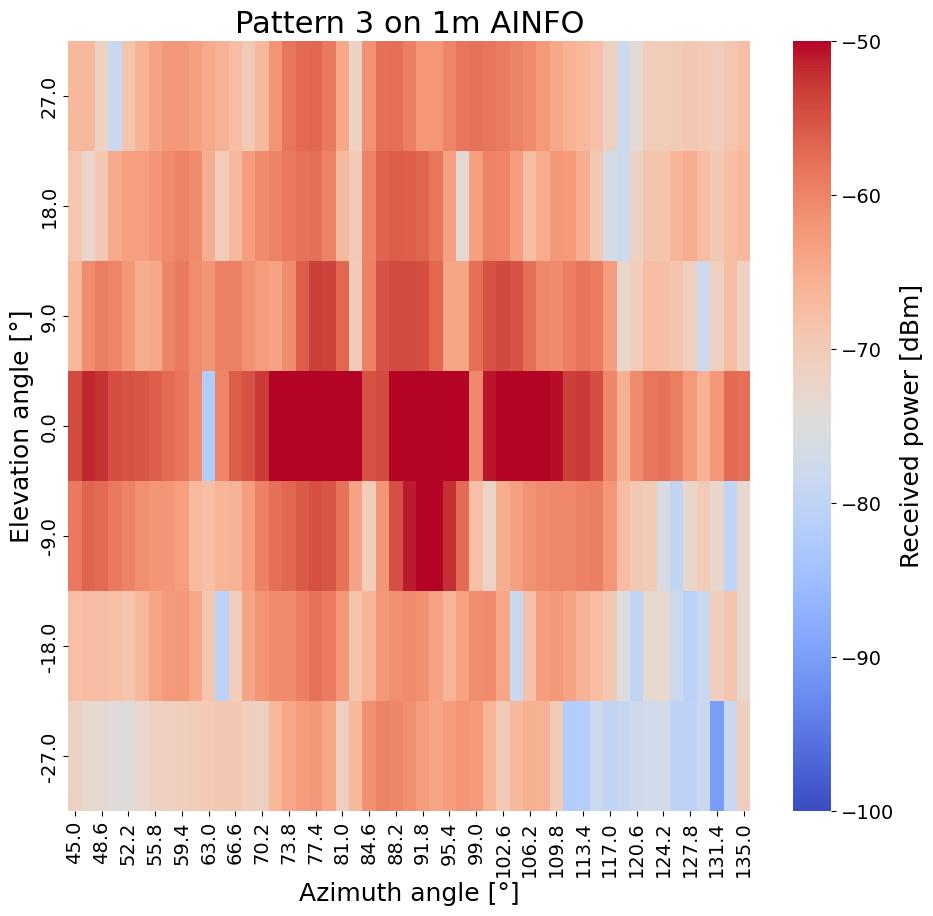 Pattern 3 on 1m AINFO
Elevation angle [°]
27.0
18.0
9.0
0.0
-9.0
-18.0
-27.0
45.0 48.6 52.2 55.8 59.4 63.0 66.6 70.2 73.8 77.4 81.0 84.6 88.2 91.8 95.4 99.0 102.6 106.2 109.8 113.4 117.0 120.6 124.2 127.8 131.4 135.0
Azimuth angle [°]
−50
−60
−70
−80
−90
−100
Received power [dBm]